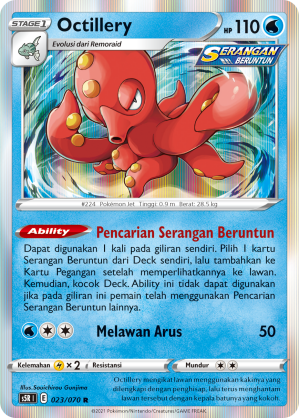 STAGE 1
Octillery
HP 110
Evolusi dari Remoraid
SERANGAN
BERUNTUN
#224 Pokémon Jet Tinggi: 0.9 m Berat: 28.5 kg
Ability Pencarian Serangan Beruntun
Dapat digunakan 1 kali pada giliran sendiri. Pilih 1 kartu
Serangan Beruntun dari Deck sendiri, lalu tambahkan ke
Kartu Pegangan setelah memperlihatkannya ke lawan.
Kemudian, kocok Deck. Ability ini tidak dapat digunakan
jika pada giliran ini pemain telah menggunakan Pencarian
Serangan Beruntun lainnya.
Melawan Arus 50
Kelemahan ×2 Resistansi Mundur
Illus. Souichirou Gunjima
s5R I E 023/070 R
Octillery mengikat lawan menggunakan kakinya yang
dilengkapi dengan penghisap, lalu terus menghantam
lawan tersebut dengan kepala batunya yang kokoh.
©2021 Pokémon/Nintendo/Creatures/GAME FREAK